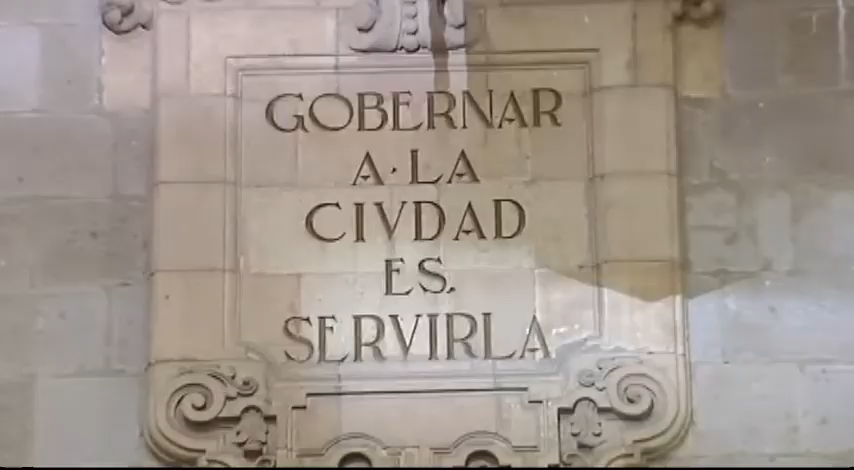 GOBERNAR
A·LA
CIVDAD
ES.
SERVIRLA